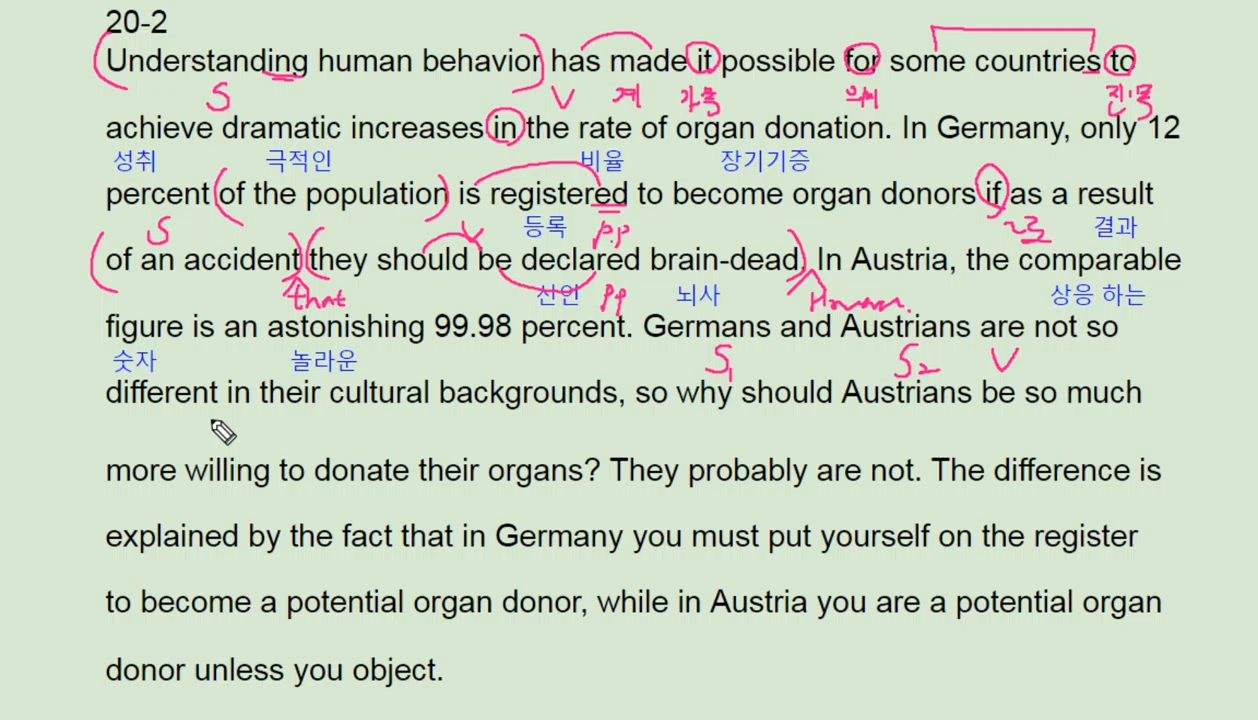 20-2
Understanding human behavior has made it possible for some countries to
S V 계 가목 의미 진.목
achieve dramatic increases in the rate of organ donation. In Germany, only 12
성취 극적인 비율 장기기증
percent of the population is registered to become organ donors if as a result
S V 등록 p.p 결과
of an accident they should be declared brain-dead. In Austria, the comparable
that 선언 pp 뇌사 However 상응 하는
figure is an astonishing 99.98 percent. Germans and Austrians are not so
숫자 놀라운 S1 S2 V
different in their cultural backgrounds, so why should Austrians be so much
more willing to donate their organs? They probably are not. The difference is
explained by the fact that in Germany you must put yourself on the register
to become a potential organ donor, while in Austria you are a potential organ
donor unless you object.